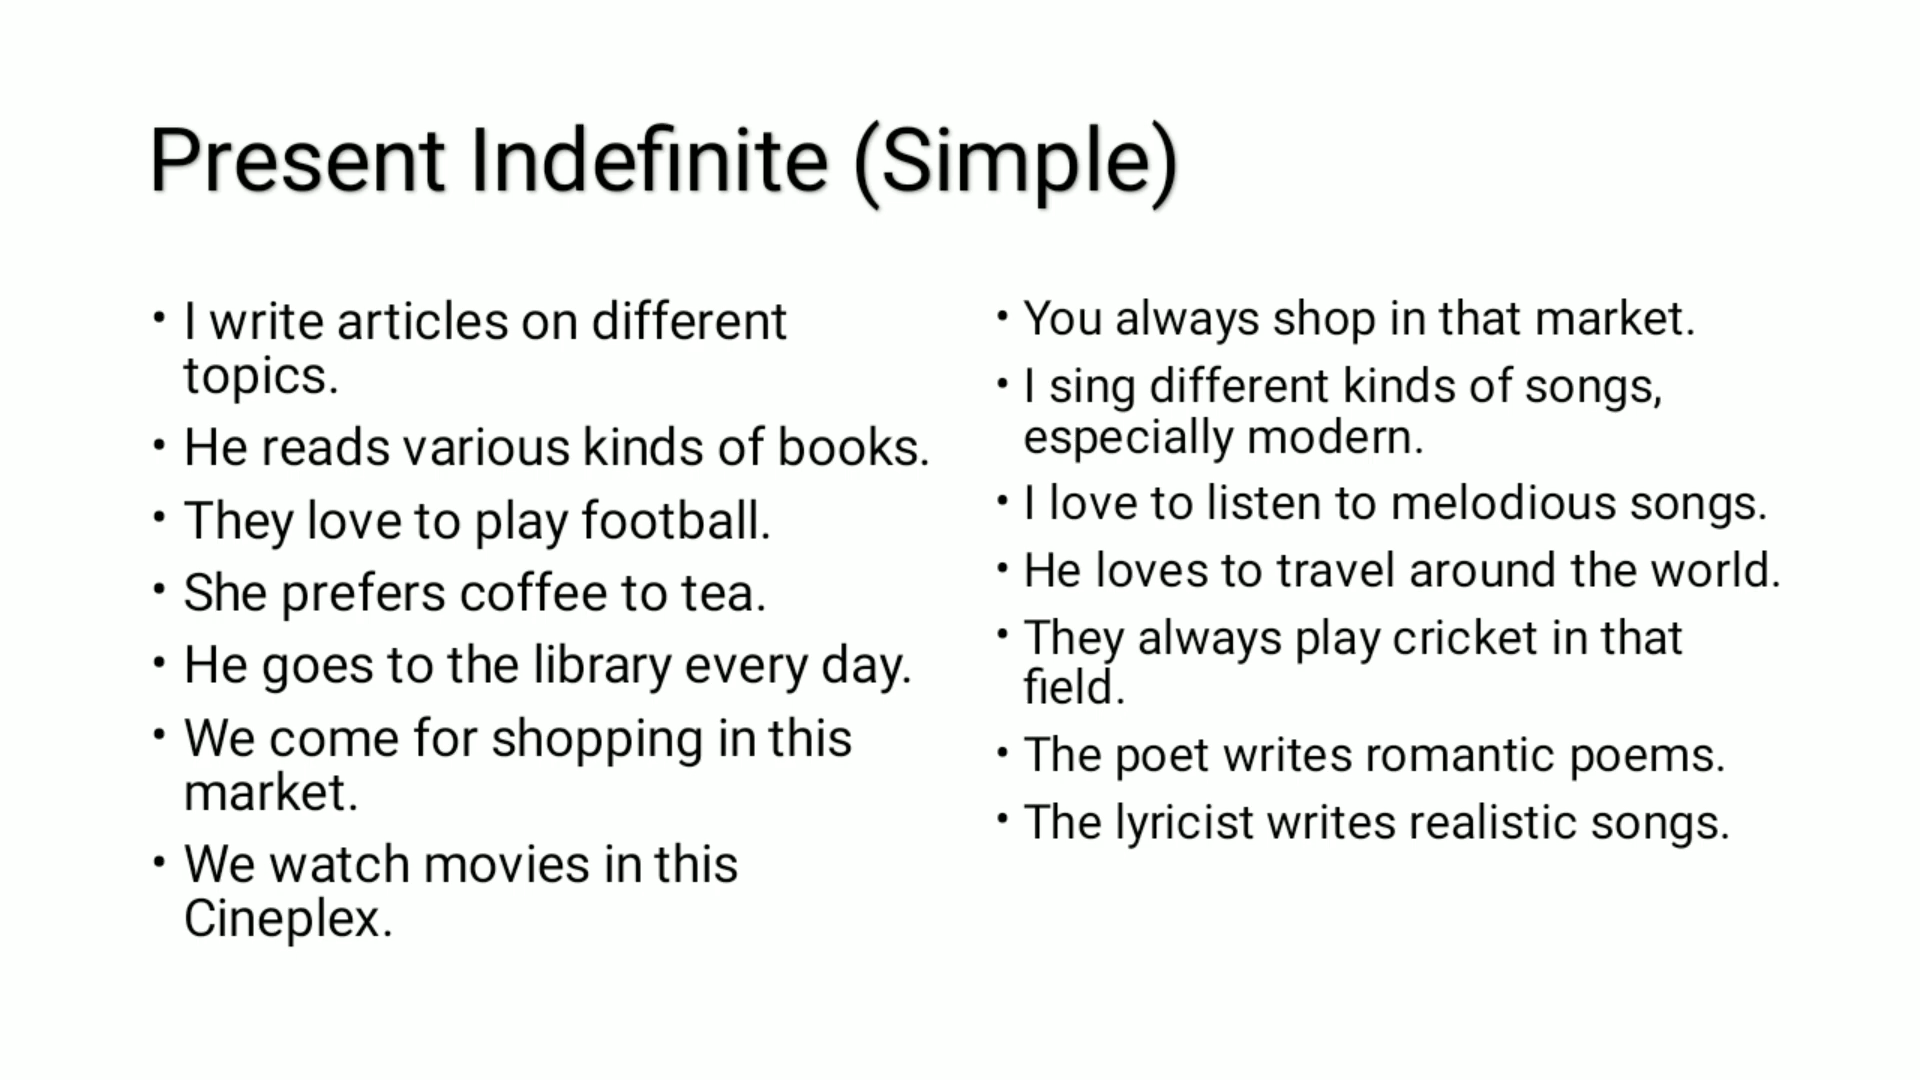 Present Indefinite (Simple)
• I write articles on different
topics.
• He reads various kinds of books.
• They love to play football.
• She prefers coffee to tea.
• He goes to the library every day.
• We come for shopping in this
market.
• We watch movies in this
Cineplex.
• You always shop in that market.
• I sing different kinds of songs,
especially modern.
• I love to listen to melodious songs.
• He loves to travel around the world.
• They always play cricket in that
field.
• The poet writes romantic poems.
• The lyricist writes realistic songs.